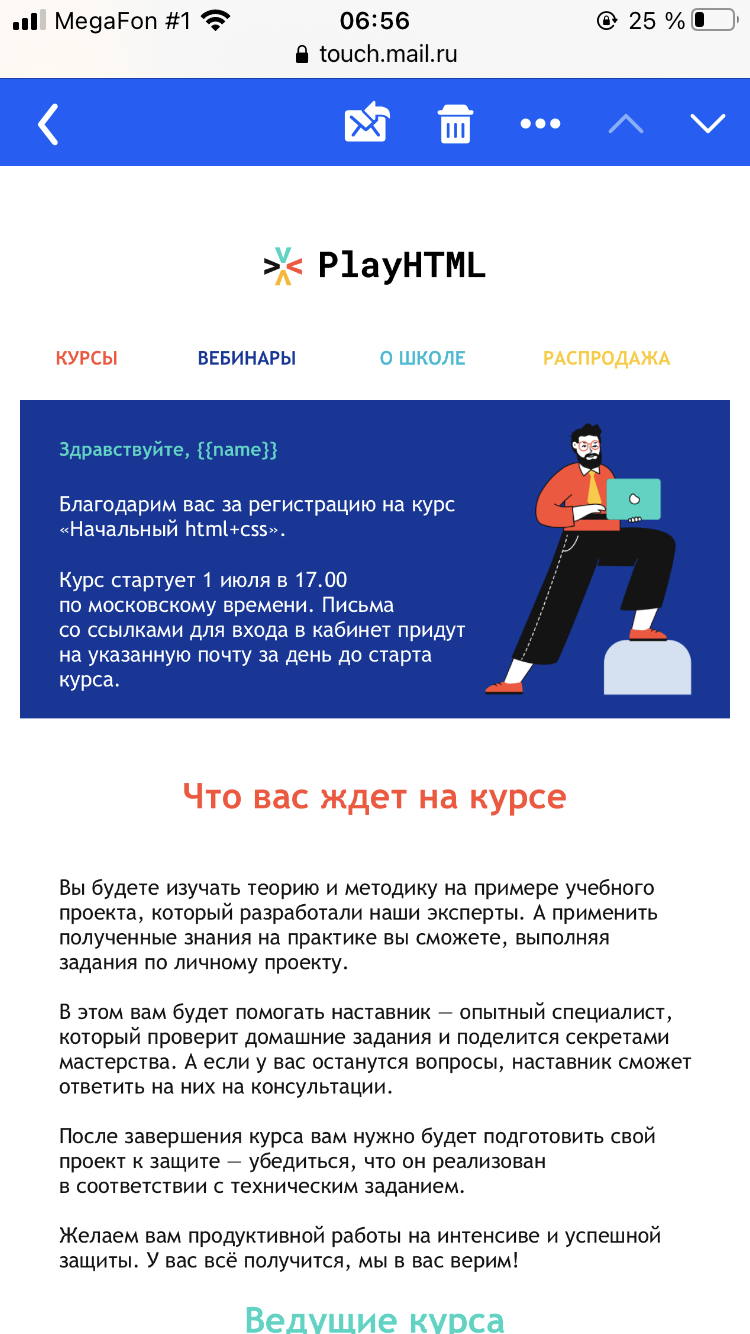 MegaFon #1 06:56 25 %
touch.mail.ru
PlayHTML
КУРСЫ ВЕБИНАРЫ О ШКОЛЕ РАСПРОДАЖА
Здравствуйте, {{name}}
Благодарим вас за регистрацию на курс
«Начальный html+css».
Курс стартует 1 июля в 17.00
по московскому времени. Письма
со ссылками для входа в кабинет придут
на указанную почту за день до старта
курса.
Что вас ждет на курсе
Вы будете изучать теорию и методику на примере учебного
проекта, который разработали наши эксперты. А применить
полученные знания на практике вы сможете, выполняя
задания по личному проекту.
В этом вам будет помогать наставник — опытный специалист,
который проверит домашние задания и поделится секретами
мастерства. А если у вас останутся вопросы, наставник сможет
ответить на них на консультации.
После завершения курса вам нужно будет подготовить свой
проект к защите — убедиться, что он реализован
в соответствии с техническим заданием.
Желаем вам продуктивной работы на интенсиве и успешной
защиты. У вас всё получится, мы в вас верим!
Ведущие курса